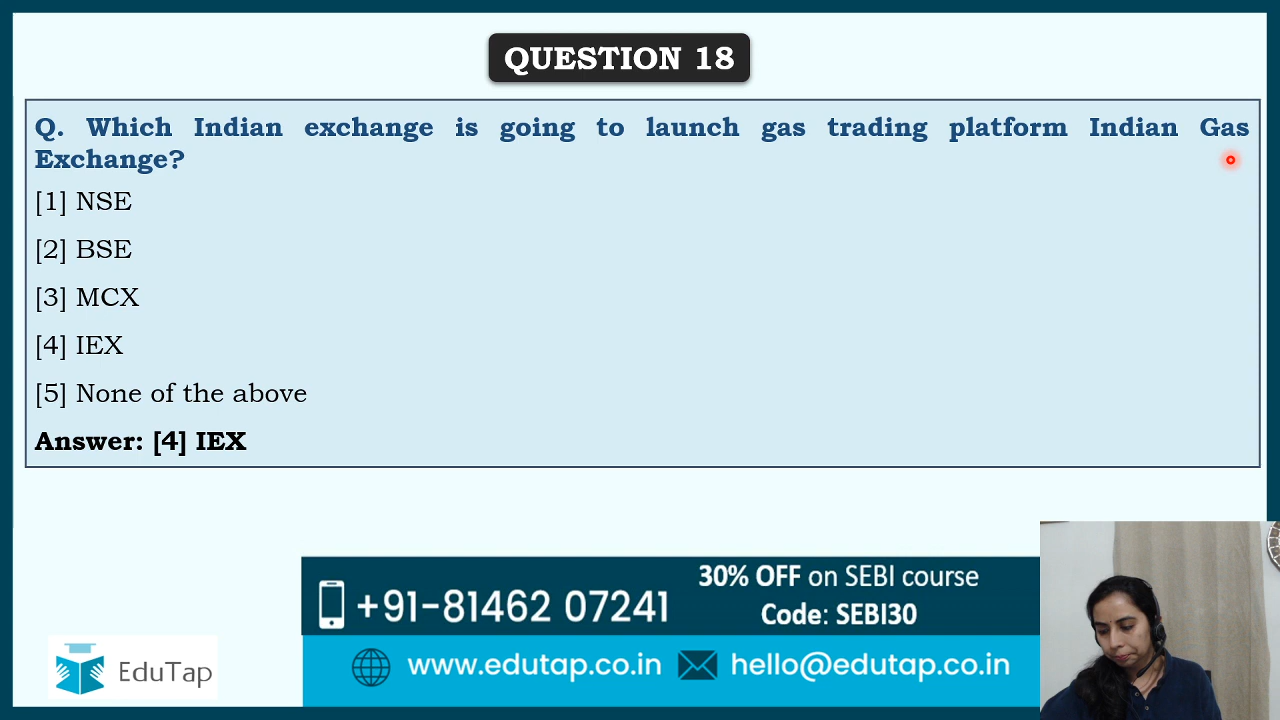 QUESTION 18
Q. Which Indian exchange is going to launch gas trading platform Indian Gas
Exchange?
[1] NSE
[2] BSE
[3] MCX
[4] IEX
[5] None of the above
Answer: [4] IEX
+91-81462 07241
30% OFF on SEBI course
Code: SEBI30
EduTap
www.edutap.co.in
hello@edutap.co.in